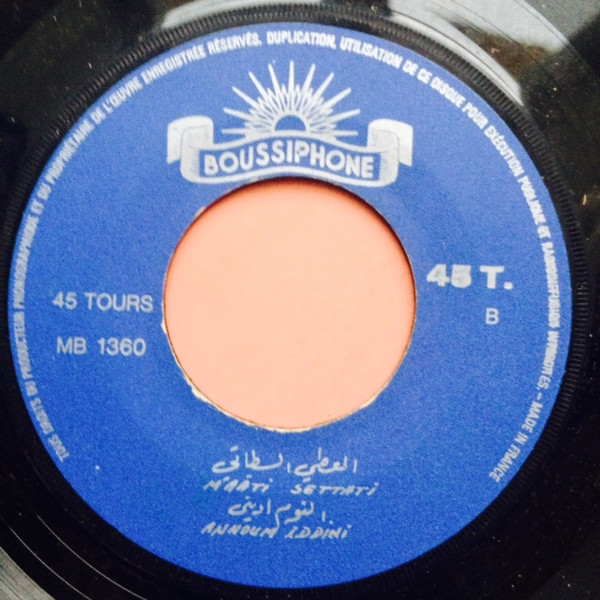 TOUS DROITS DU PRODUCTEUR PHONOGRAPHIQUE ET DU PROPRIÉTAIRE DE L'ŒUVRE ENREGISTRÉE RÉSERVÉS. DUPLICATION, UTILISATION DE CE DISQUE POUR EXÉCUTION PUBLIQUE ET RADIODIFFUSION INTERDITES. - MADE IN FRANCE
BOUSSIPHONE
45 T.
45 TOURS
B
MB 1360
المعطي السطاتي
M'AÂTI SETTATI
النوم اديني
ANNOUM IDDINI